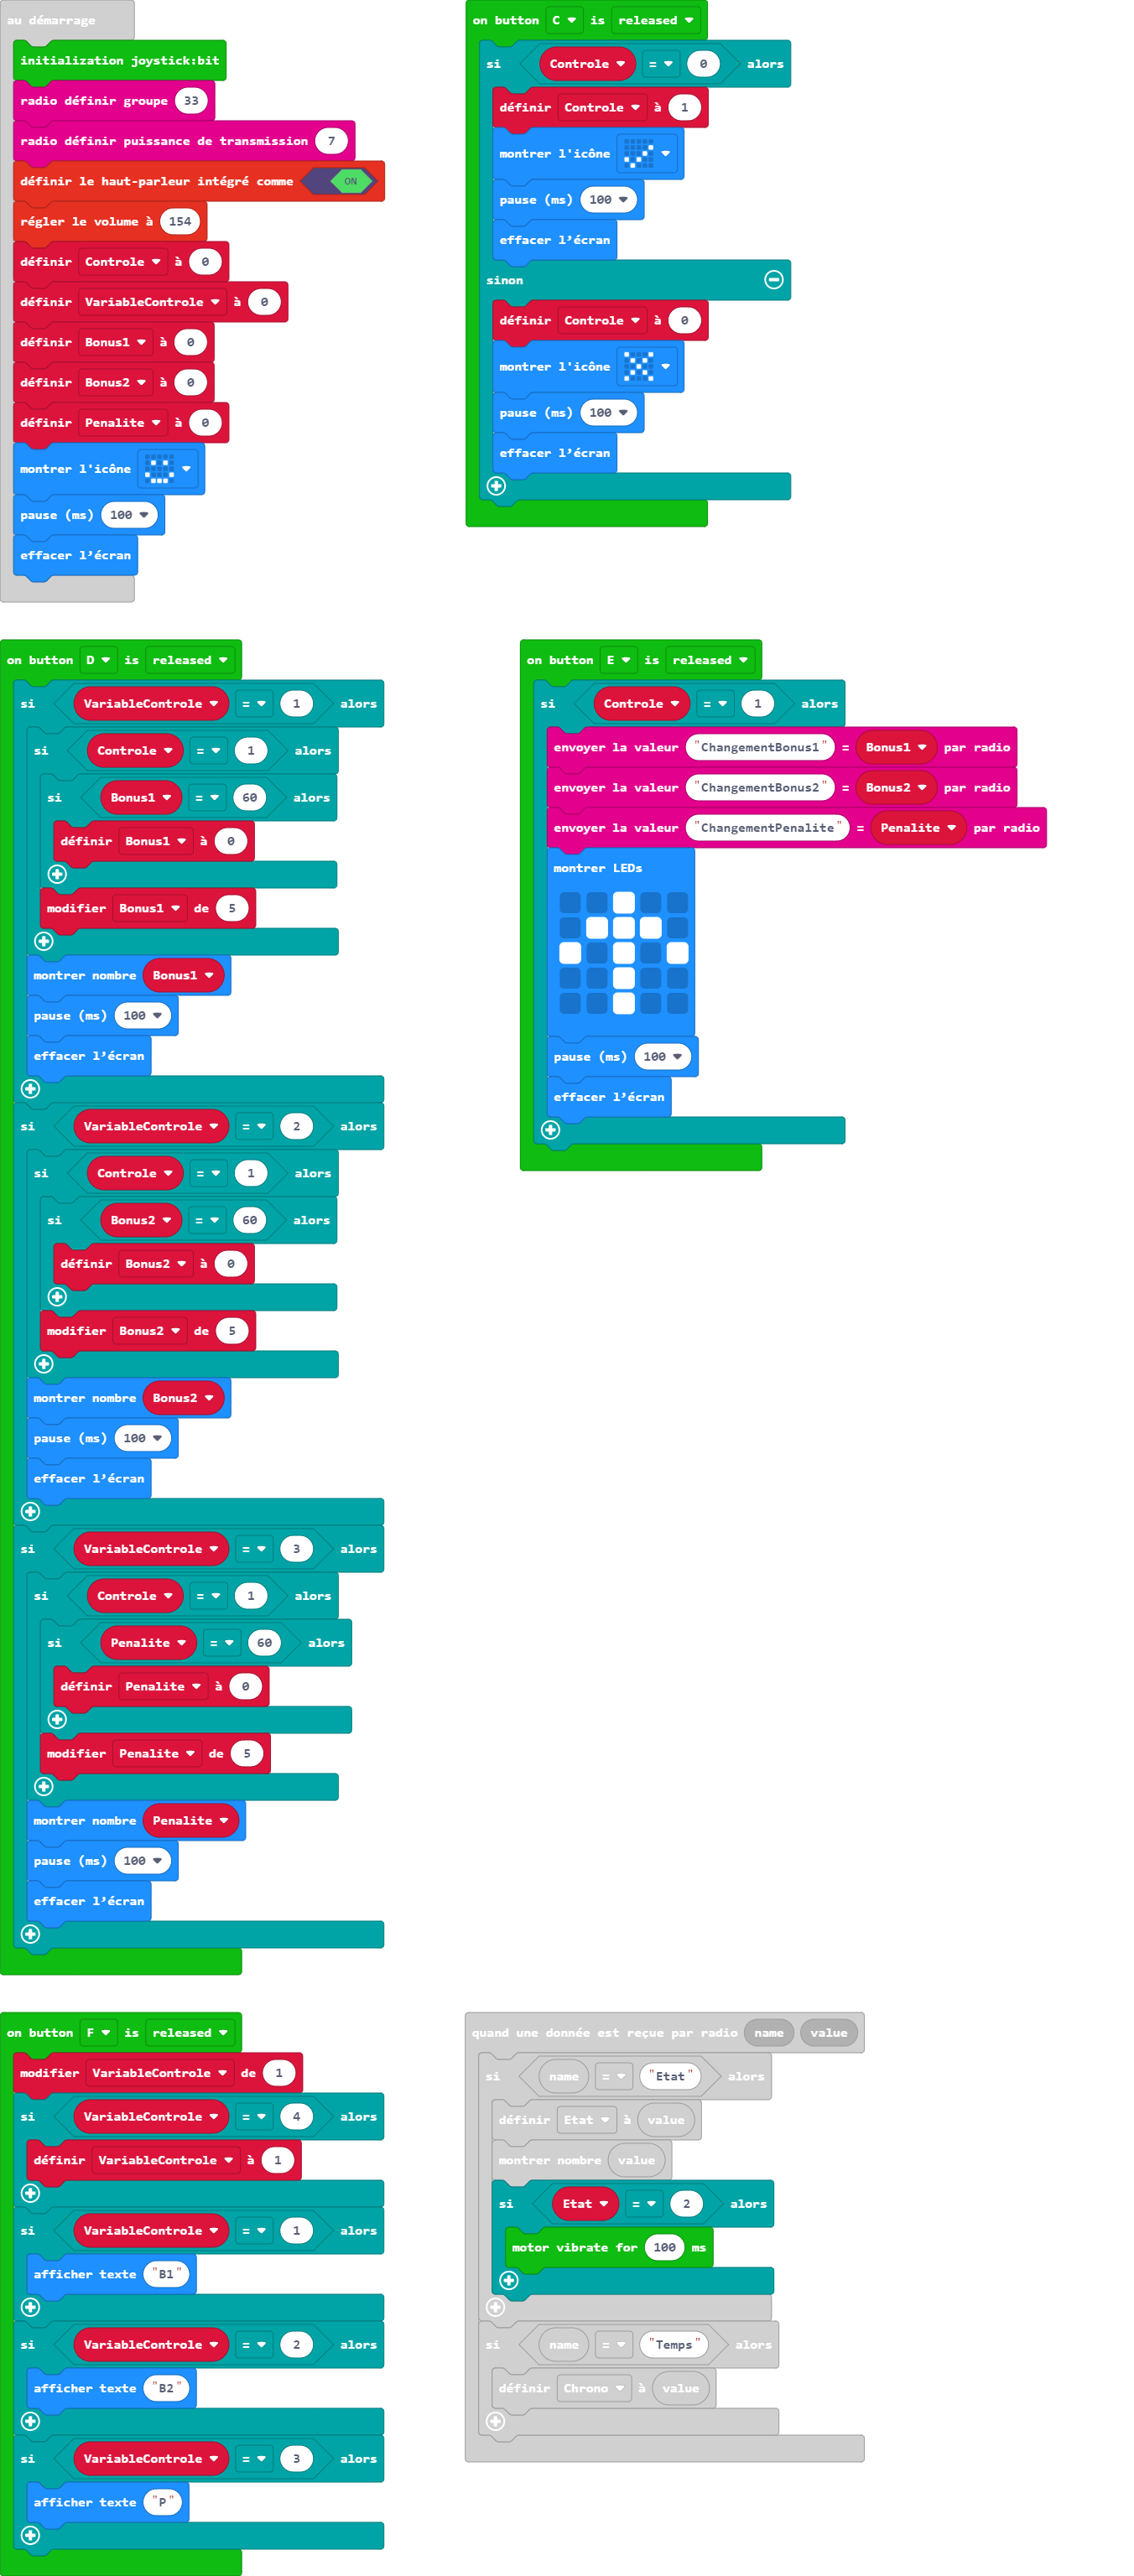 au démarrage
initialization joystick:bit
radio définir groupe 33
radio définir puissance de transmission 7
définir le haut-parleur intégré comme ON
régler le volume à 154
définir Controle à 0
définir VariableControle à 0
définir Bonus1 à 0
définir Bonus2 à 0
définir Penalite à 0
montrer l'icône
pause (ms) 100
effacer l’écran
on button C is released
si Controle = 0 alors
définir Controle à 1
montrer l'icône
pause (ms) 100
effacer l’écran
sinon
définir Controle à 0
montrer l'icône
pause (ms) 100
effacer l’écran
on button D is released
si VariableControle = 1 alors
si Controle = 1 alors
si Bonus1 = 60 alors
définir Bonus1 à 0
modifier Bonus1 de 5
montrer nombre Bonus1
pause (ms) 100
effacer l’écran
si VariableControle = 2 alors
si Controle = 1 alors
si Bonus2 = 60 alors
définir Bonus2 à 0
modifier Bonus2 de 5
montrer nombre Bonus2
pause (ms) 100
effacer l’écran
si VariableControle = 3 alors
si Controle = 1 alors
si Penalite = 60 alors
définir Penalite à 0
modifier Penalite de 5
montrer nombre Penalite
pause (ms) 100
effacer l’écran
on button E is released
si Controle = 1 alors
envoyer la valeur "ChangementBonus1" = Bonus1 par radio
envoyer la valeur "ChangementBonus2" = Bonus2 par radio
envoyer la valeur "ChangementPenalite" = Penalite par radio
montrer LEDs
pause (ms) 100
effacer l’écran
on button F is released
modifier VariableControle de 1
si VariableControle = 4 alors
définir VariableControle à 1
si VariableControle = 1 alors
afficher texte "B1"
si VariableControle = 2 alors
afficher texte "B2"
si VariableControle = 3 alors
afficher texte "P"
quand une donnée est reçue par radio name value
si name = "Etat" alors
définir Etat à value
montrer nombre value
si Etat = 2 alors
motor vibrate for 100 ms
si name = "Temps" alors
définir Chrono à value